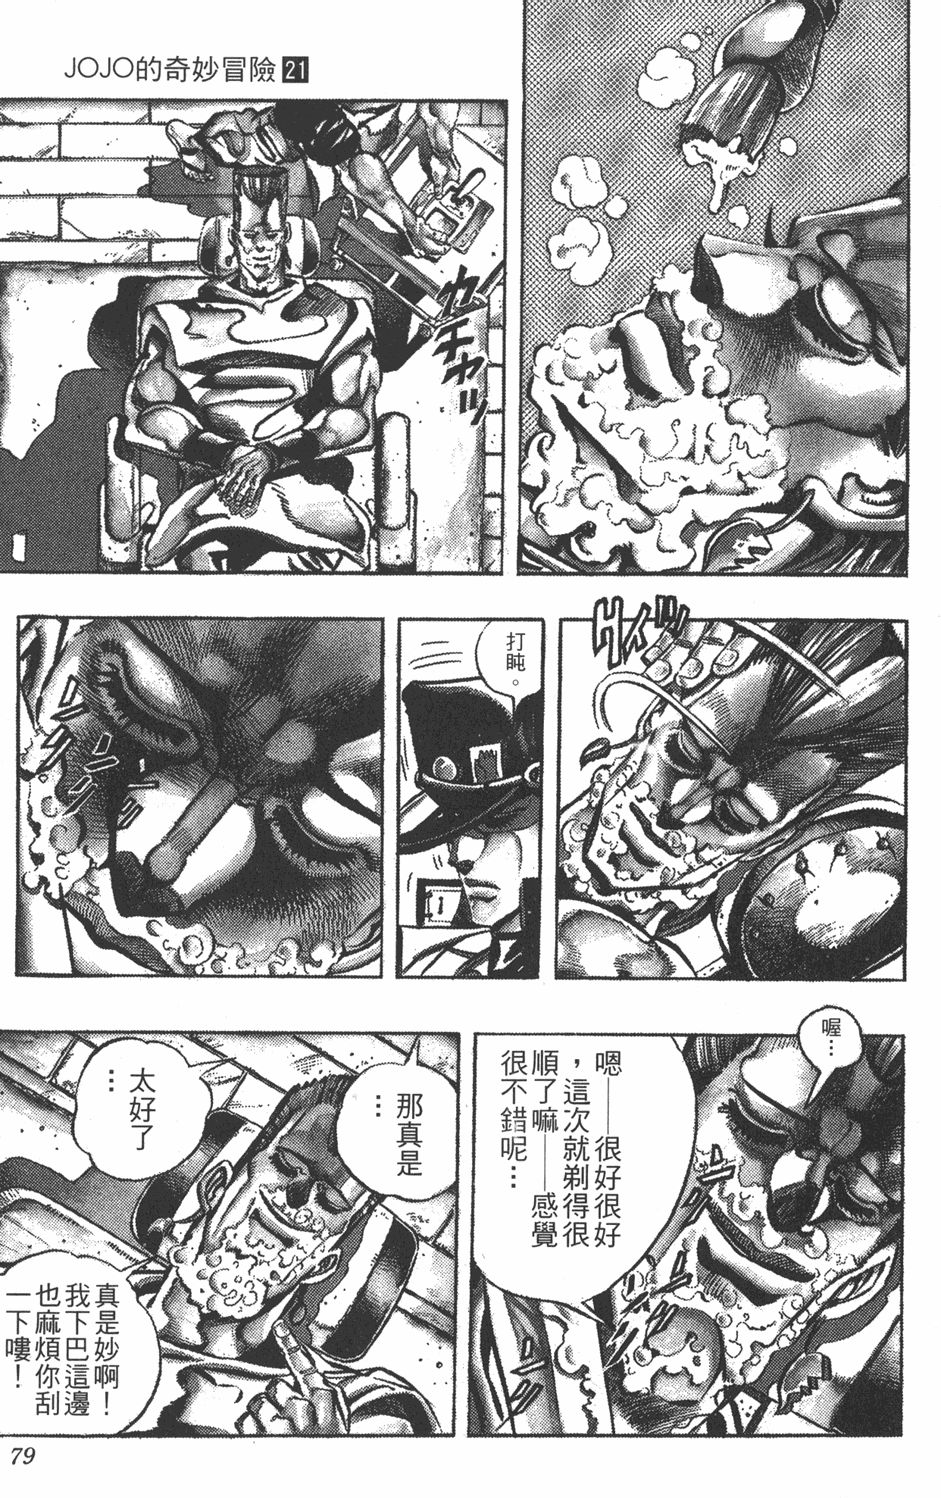 JOJO的奇妙冒險21
カチャッ
打盹。
喔…
嗯──很好很好
，這次就剃得很
順了嘛──感覺
很不錯呢…
那真是
…
太好了
…
真是妙啊！
我下巴這邊
也麻煩你刮
一下嘍！
79